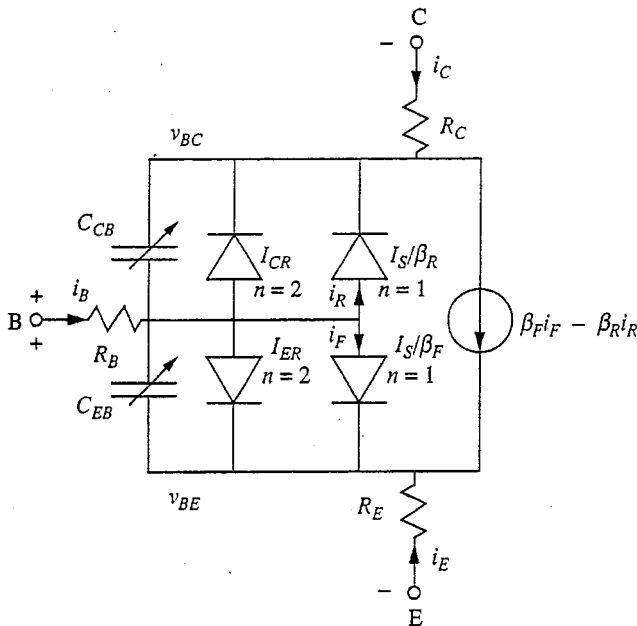 C
−
i_C
R_C
v_BC
C_CB
I_CR
n = 2
I_S/β_R
n = 1
i_R
+
i_B
B
+
R_B
i_F
β_F i_F − β_R i_R
I_ER
n = 2
I_S/β_F
n = 1
C_EB
v_BE
R_E
i_E
−
E